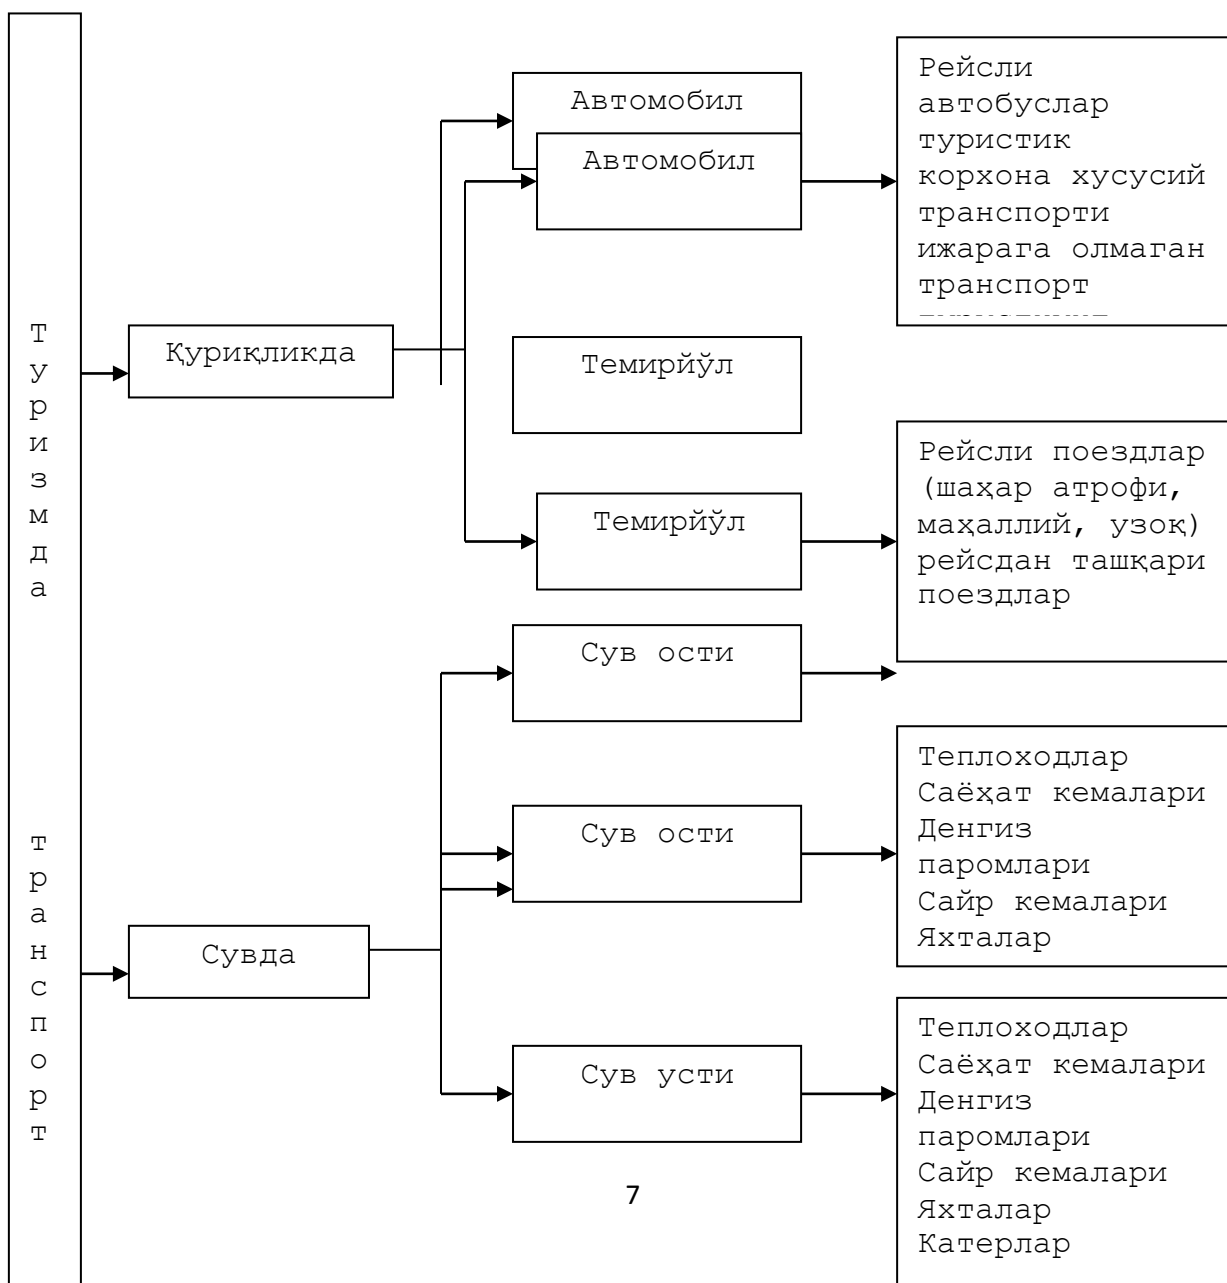 Туризмда
транспорт
Қуриқликда
Сувда
Автомобил
Автомобил
Темирйўл
Темирйўл
Сув ости
Сув ости
Сув усти
Рейсли
автобуслар
туристик
корхона хусусий
транспорти
ижарага олмаган
транспорт
Рейсли поездлар
(шаҳар атрофи,
маҳаллий, узоқ)
рейсдан ташқари
поездлар
Теплоходлар
Саёҳат кемалари
Денгиз
паромлари
Сайр кемалари
Яхталар
Теплоходлар
Саёҳат кемалари
Денгиз
паромлари
Сайр кемалари
Яхталар
Катерлар
7